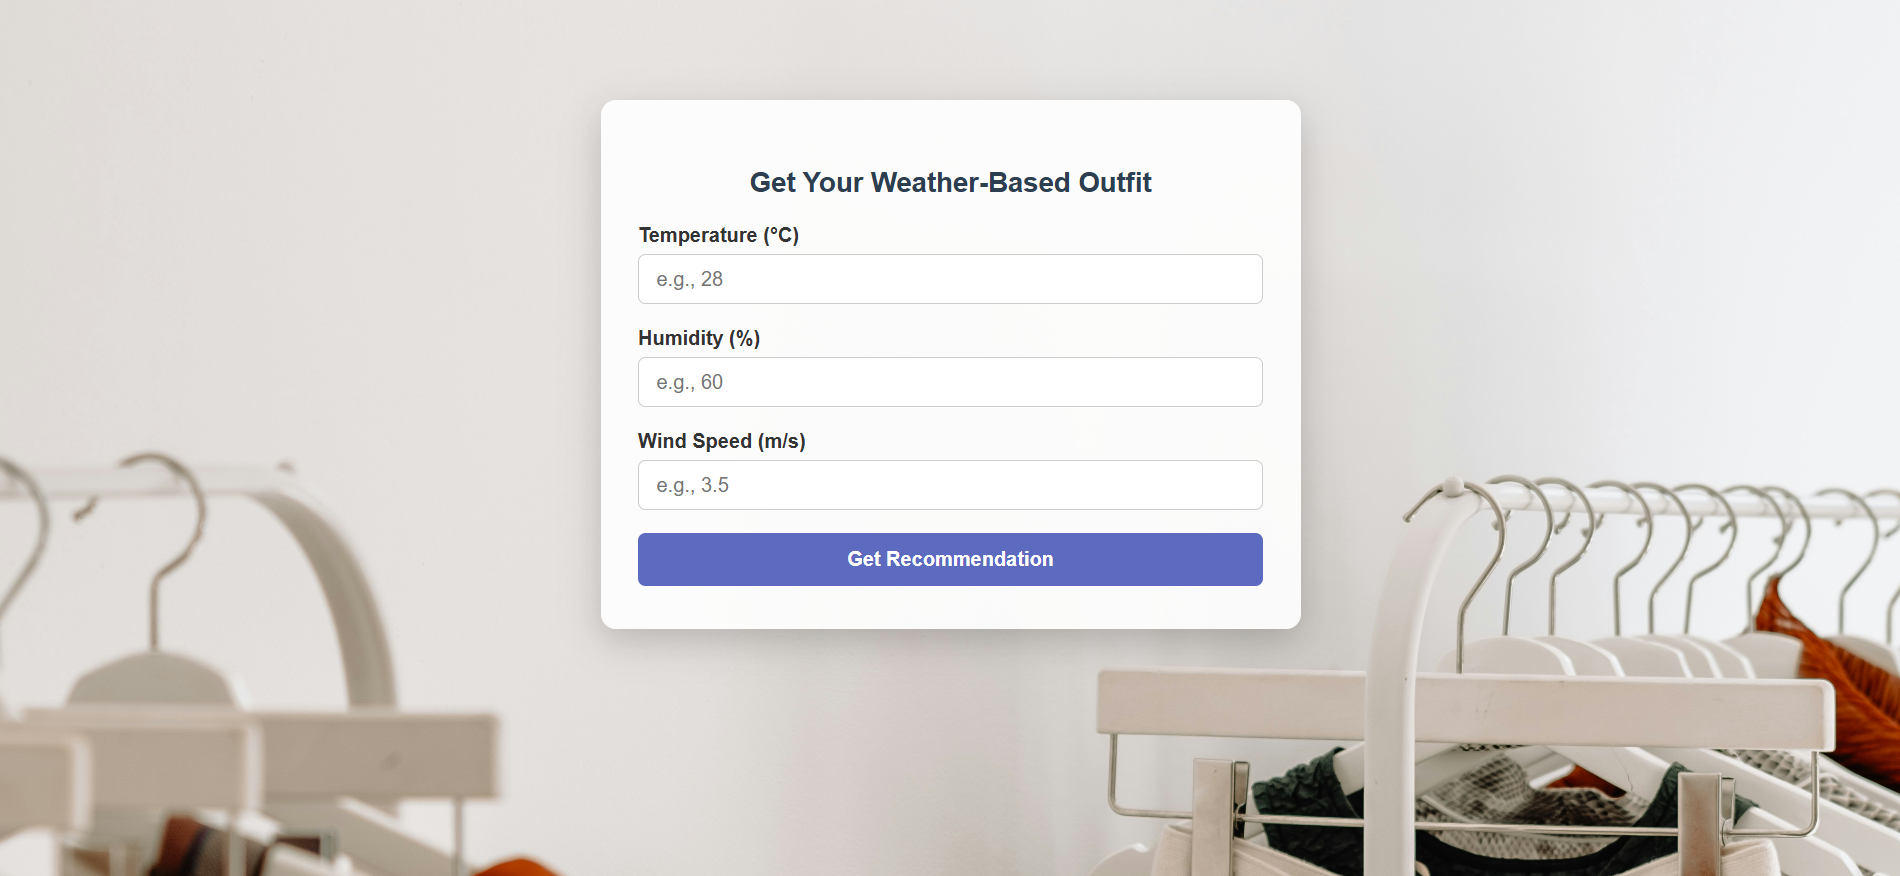 Get Your Weather-Based Outfit
Temperature (°C)
e.g., 28
Humidity (%)
e.g., 60
Wind Speed (m/s)
e.g., 3.5
Get Recommendation